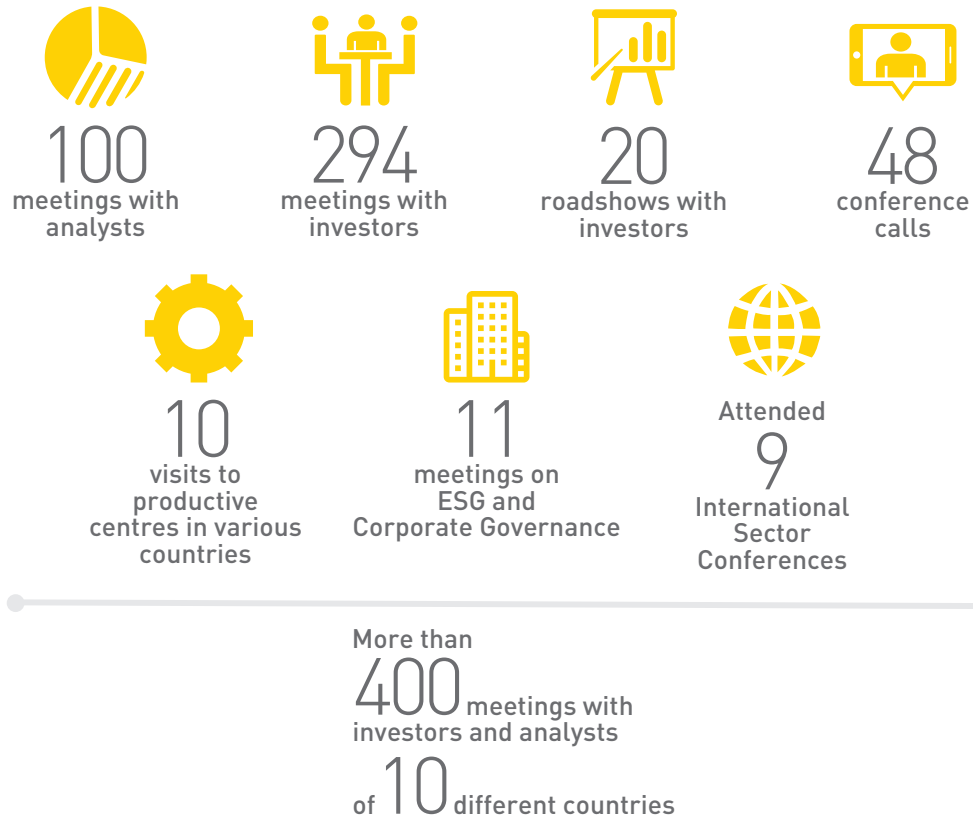 100
meetings with
analysts
294
meetings with
investors
20
roadshows with
investors
48
conference
calls
10
visits to
productive
centres in various
countries
11
meetings on
ESG and
Corporate Governance
Attended
9
International
Sector
Conferences
More than
400 meetings with
investors and analysts
of 10 different countries